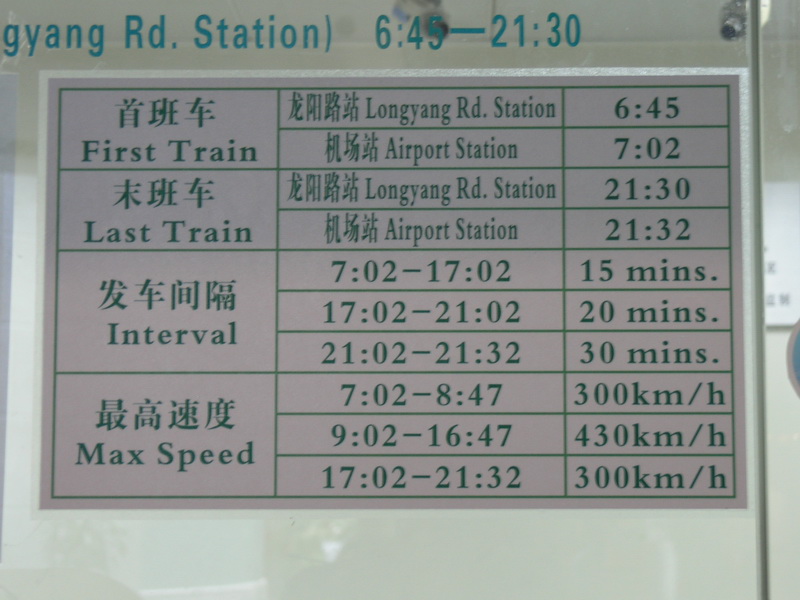 gyang Rd. Station) 6:45—21:30
首班车
First Train
龙阳路站 Longyang Rd. Station 6:45
机场站 Airport Station 7:02
末班车
Last Train
龙阳路站 Longyang Rd. Station 21:30
机场站 Airport Station 21:32
发车间隔
Interval
7:02-17:02 15 mins.
17:02-21:02 20 mins.
21:02-21:32 30 mins.
最高速度
Max Speed
7:02-8:47 300km/h
9:02-16:47 430km/h
17:02-21:32 300km/h